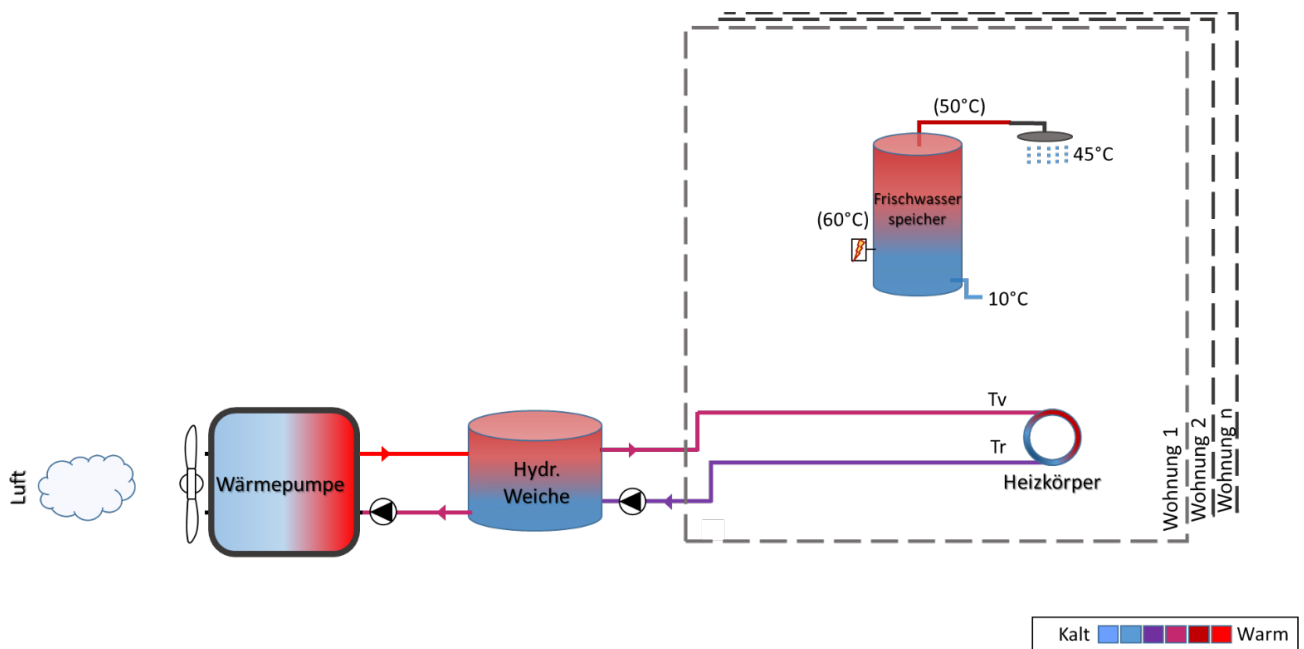 (50°C)
45°C
Frischwasser
speicher
(60°C)
10°C
Tv
Tr
Heizkörper
Wohnung 1
Wohnung 2
Wohnung n
Luft
Wärmepumpe
Hydr.
Weiche
Kalt
Warm